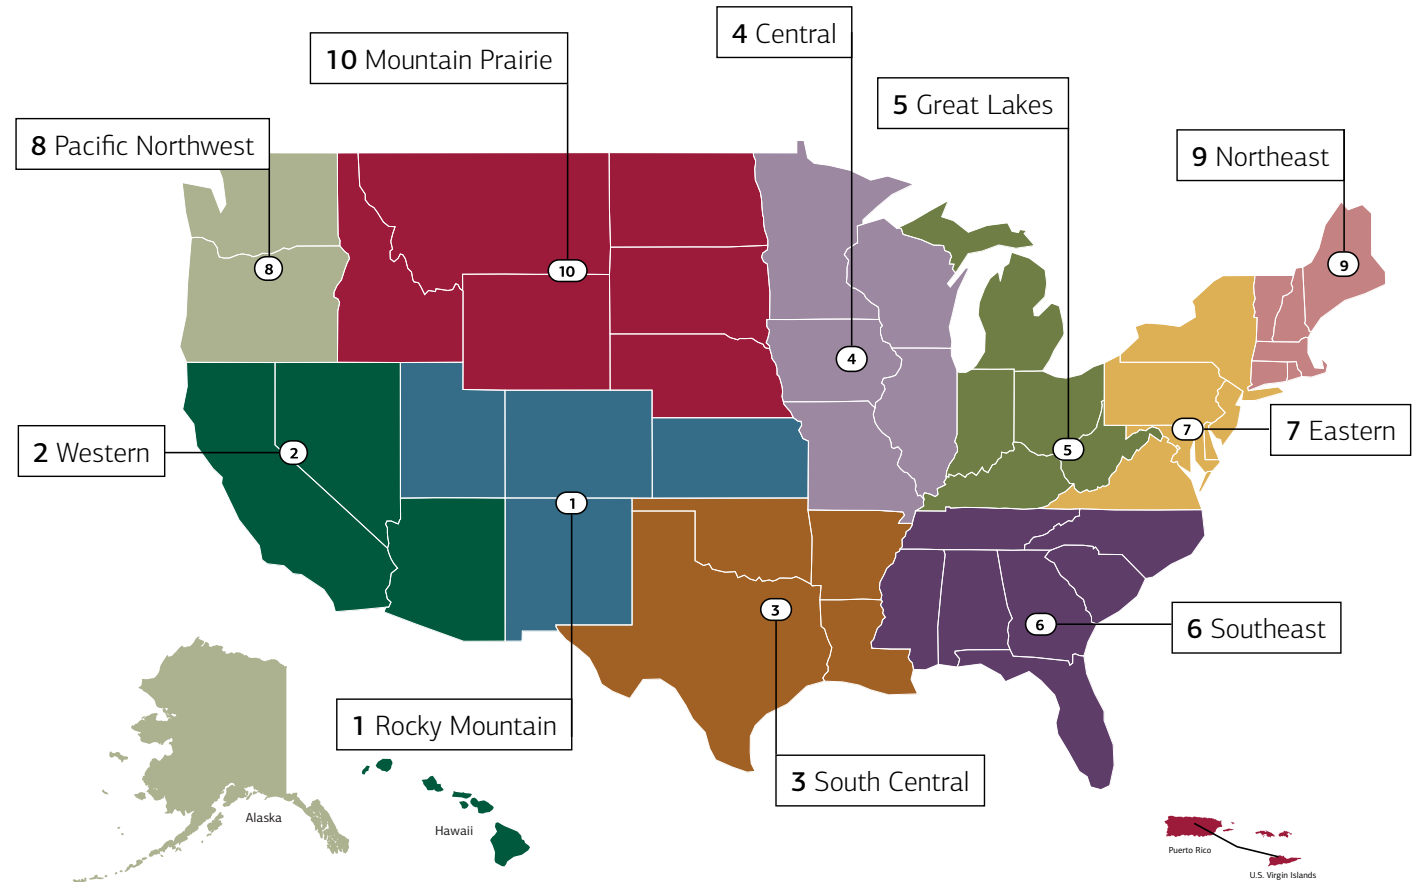 4 Central
10 Mountain Prairie
5 Great Lakes
8 Pacific Northwest
9 Northeast
8
10
9
4
2 Western
2
5
7
7 Eastern
1
3
6
6 Southeast
1 Rocky Mountain
3 South Central
Alaska
Hawaii
Puerto Rico
U.S. Virgin Islands